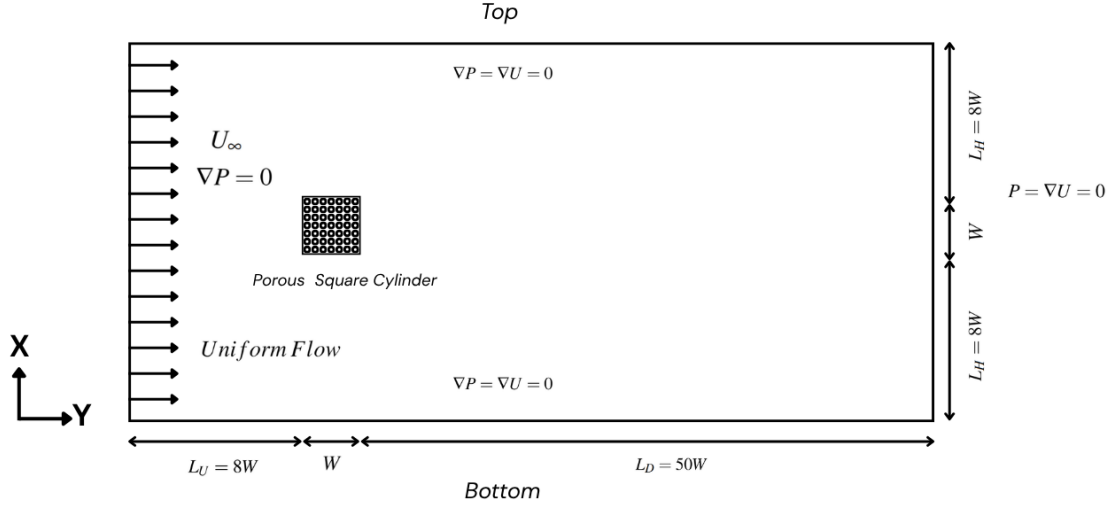 Top
∇P = ∇U = 0
U∞
∇P = 0
L_H = 8W
P = ∇U = 0
W
Porous Square Cylinder
L_H = 8W
X
Uniform Flow
∇P = ∇U = 0
Y
L_U = 8W
W
L_D = 50W
Bottom